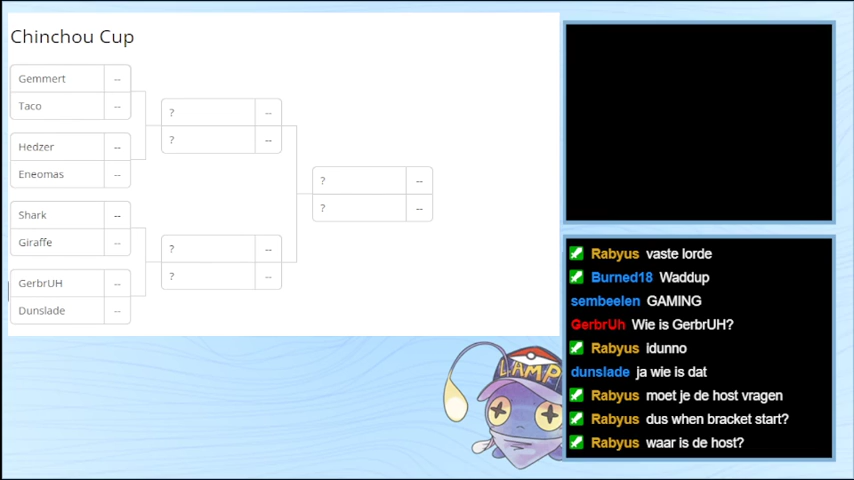 Chinchou Cup
Gemmert --
Taco --
Hedzer --
Eneomas --
Shark --
Giraffe --
GerbrUH --
Dunslade --
? --
? --
? --
? --
? --
? --
LAMP
Rabyus vaste lorde
Burned18 Waddup
sembeelen GAMING
GerbrUh Wie is GerbrUH?
Rabyus idunno
dunslade ja wie is dat
Rabyus moet je de host vragen
Rabyus dus when bracket start?
Rabyus waar is de host?